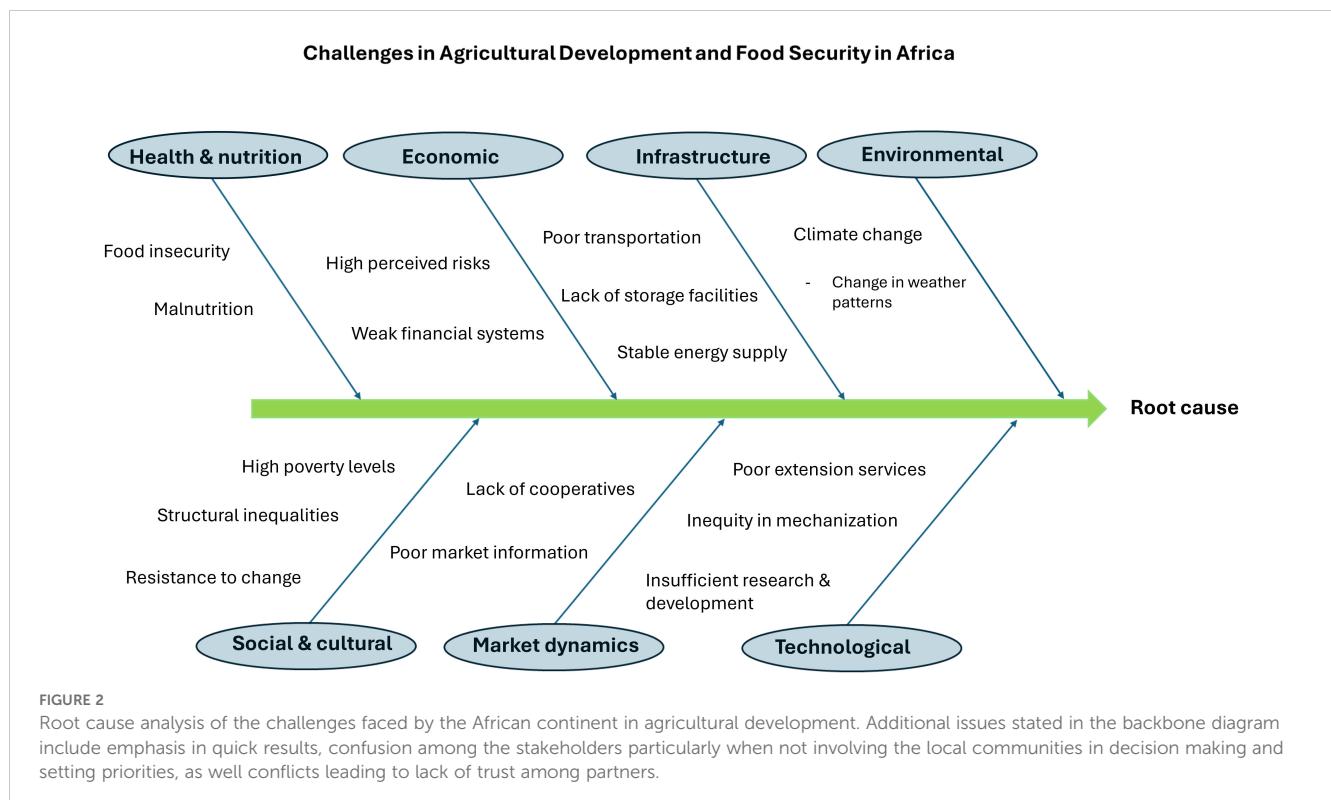 Challenges in Agricultural Development and Food Security in Africa
Health & nutrition
Economic
Infrastructure
Environmental
Food insecurity
Malnutrition
High perceived risks
Weak financial systems
Poor transportation
Lack of storage facilities
Stable energy supply
Climate change
- Change in weather
patterns
Root cause
High poverty levels
Structural inequalities
Resistance to change
Lack of cooperatives
Poor market information
Poor extension services
Inequity in mechanization
Insufficient research &
development
Social & cultural
Market dynamics
Technological
FIGURE 2
Root cause analysis of the challenges faced by the African continent in agricultural development. Additional issues stated in the backbone diagram
include emphasis in quick results, confusion among the stakeholders particularly when not involving the local communities in decision making and
setting priorities, as well conflicts leading to lack of trust among partners.